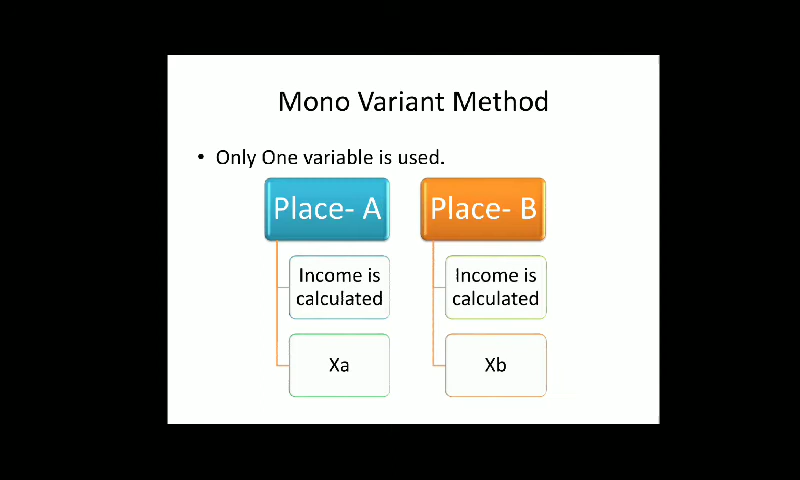 Mono Variant Method
• Only One variable is used.
Place- A
Income is
calculated
Xa
Place- B
Income is
calculated
Xb